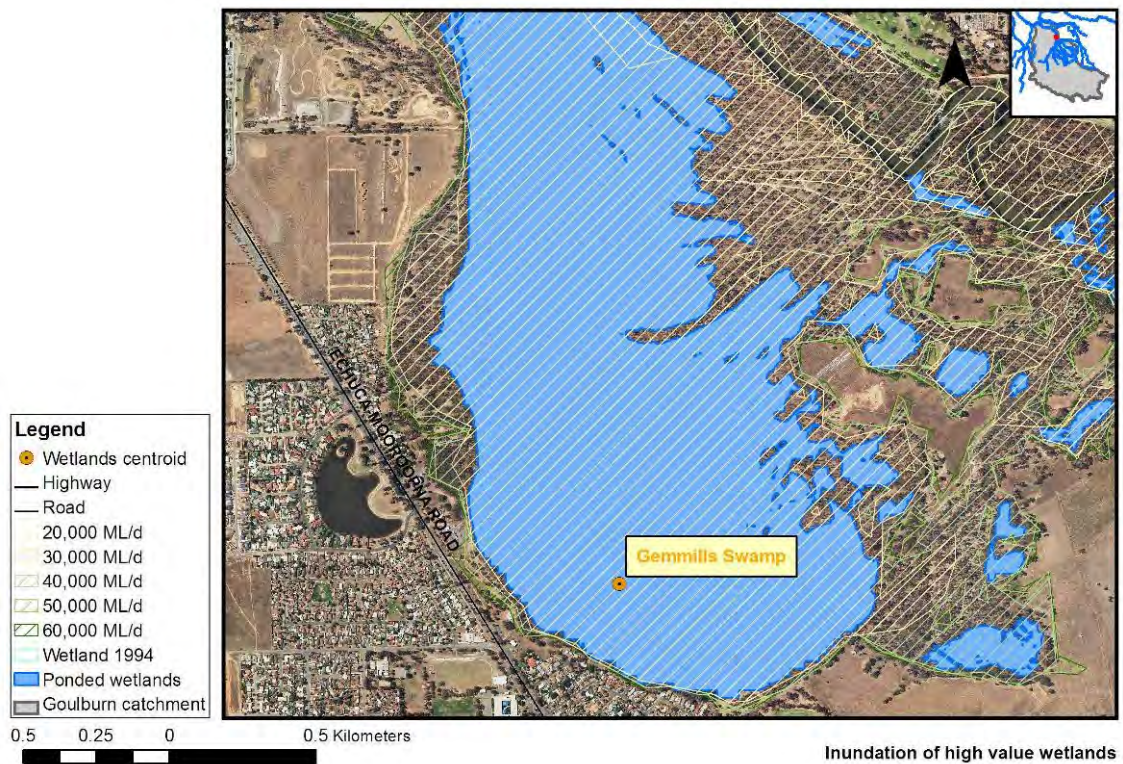 ECHUCA-MOOROOPNA ROAD
Gemmills Swamp
Legend
Wetlands centroid
Highway
Road
20,000 ML/d
30,000 ML/d
40,000 ML/d
50,000 ML/d
60,000 ML/d
Wetland 1994
Ponded wetlands
Goulburn catchment
0.5 0.25 0 0.5 Kilometers
Inundation of high value wetlands